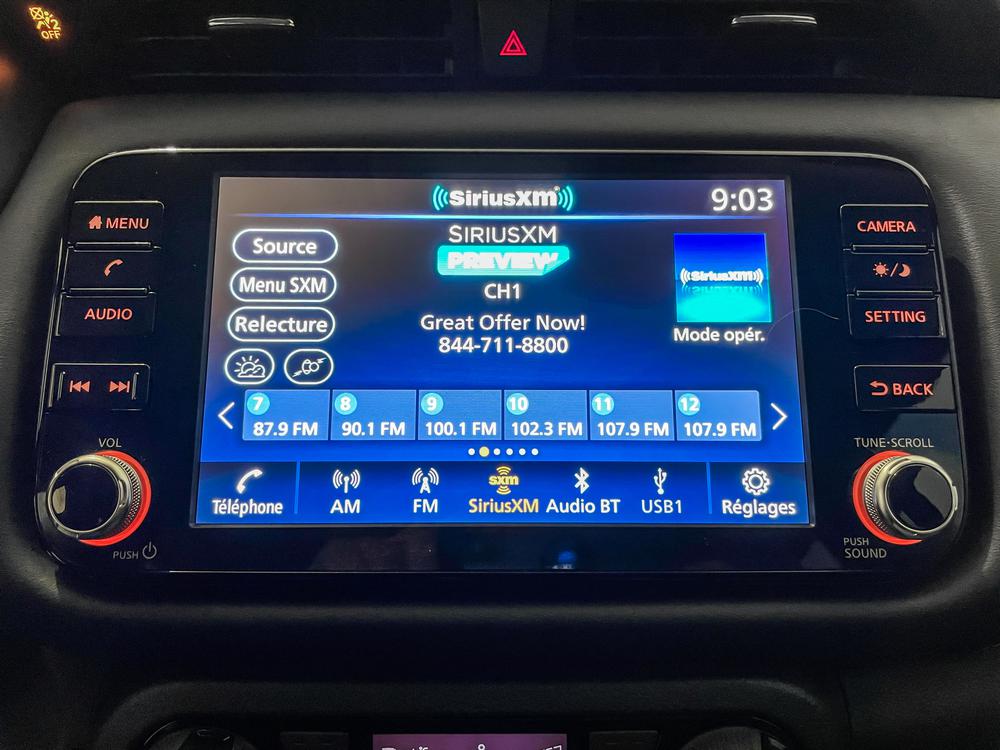 2
OFF
SiriusXM
9:03
MENU
AUDIO
VOL
PUSH
Source
Menu SXM
Relecture
SIRIUSXM
PREVIEW
CH1
Great Offer Now!
844-711-8800
SiriusXM
Mode opér.
7 87.9 FM
8 90.1 FM
9 100.1 FM
10 102.3 FM
11 107.9 FM
12 107.9 FM
Téléphone
AM
FM
sxm
SiriusXM
Audio BT
USB1
Réglages
CAMERA
SETTING
BACK
TUNE·SCROLL
PUSH
SOUND